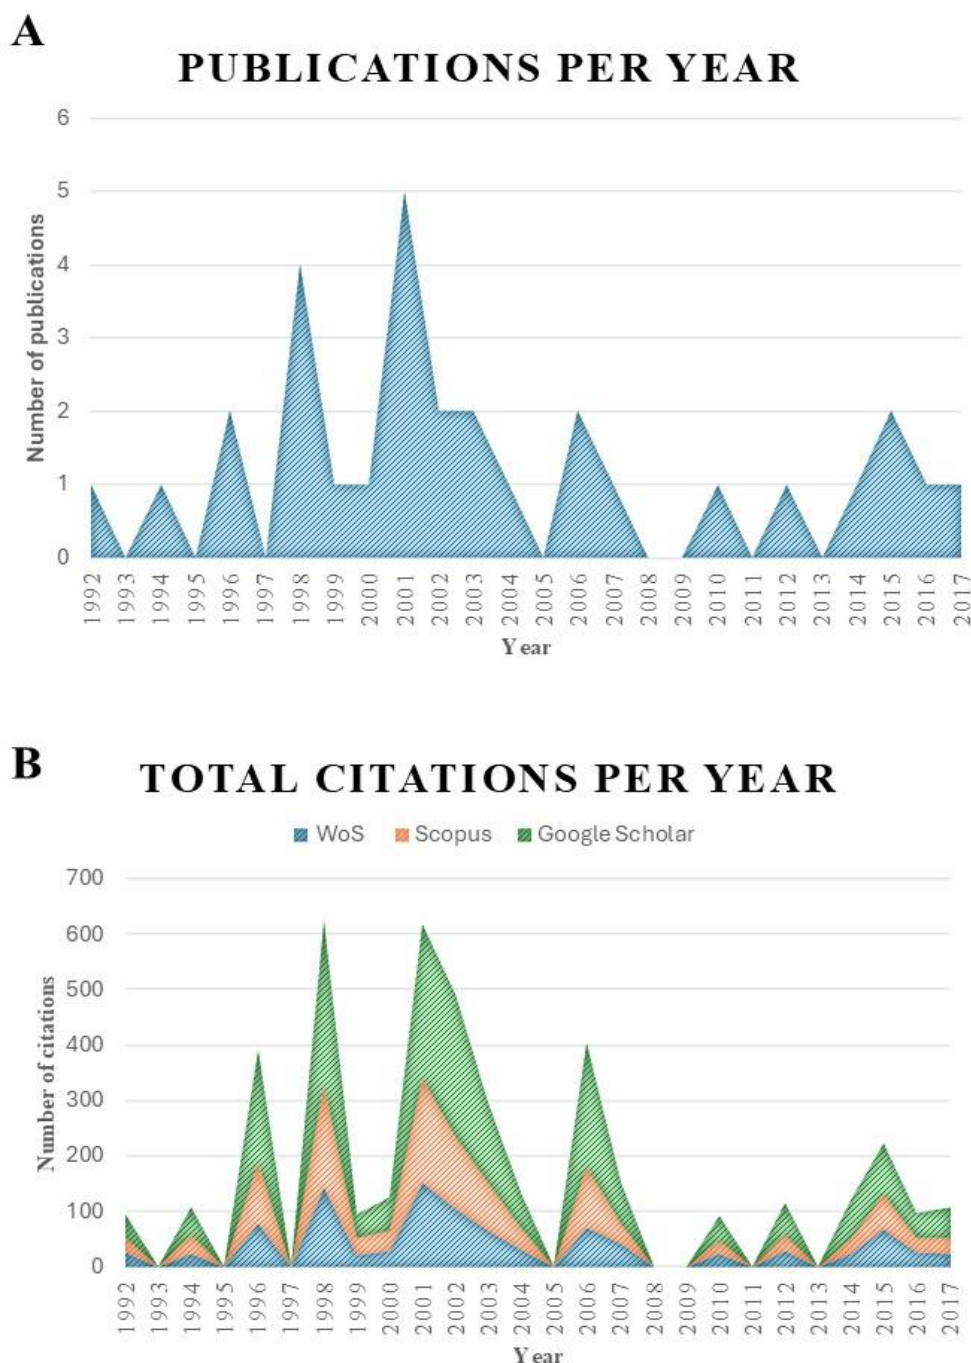 A
PUBLICATIONS PER YEAR
6
5
4
3
2
1
0
Number of publications
1992 1993 1994 1995 1996 1997 1998 1999 2000 2001 2002 2003 2004 2005 2006 2007 2008 2009 2010 2011 2012 2013 2014 2015 2016 2017
Year
B
TOTAL CITATIONS PER YEAR
WoS Scopus Google Scholar
700
600
500
400
300
200
100
0
Number of citations
1992 1993 1994 1995 1996 1997 1998 1999 2000 2001 2002 2003 2004 2005 2006 2007 2008 2009 2010 2011 2012 2013 2014 2015 2016 2017
Year